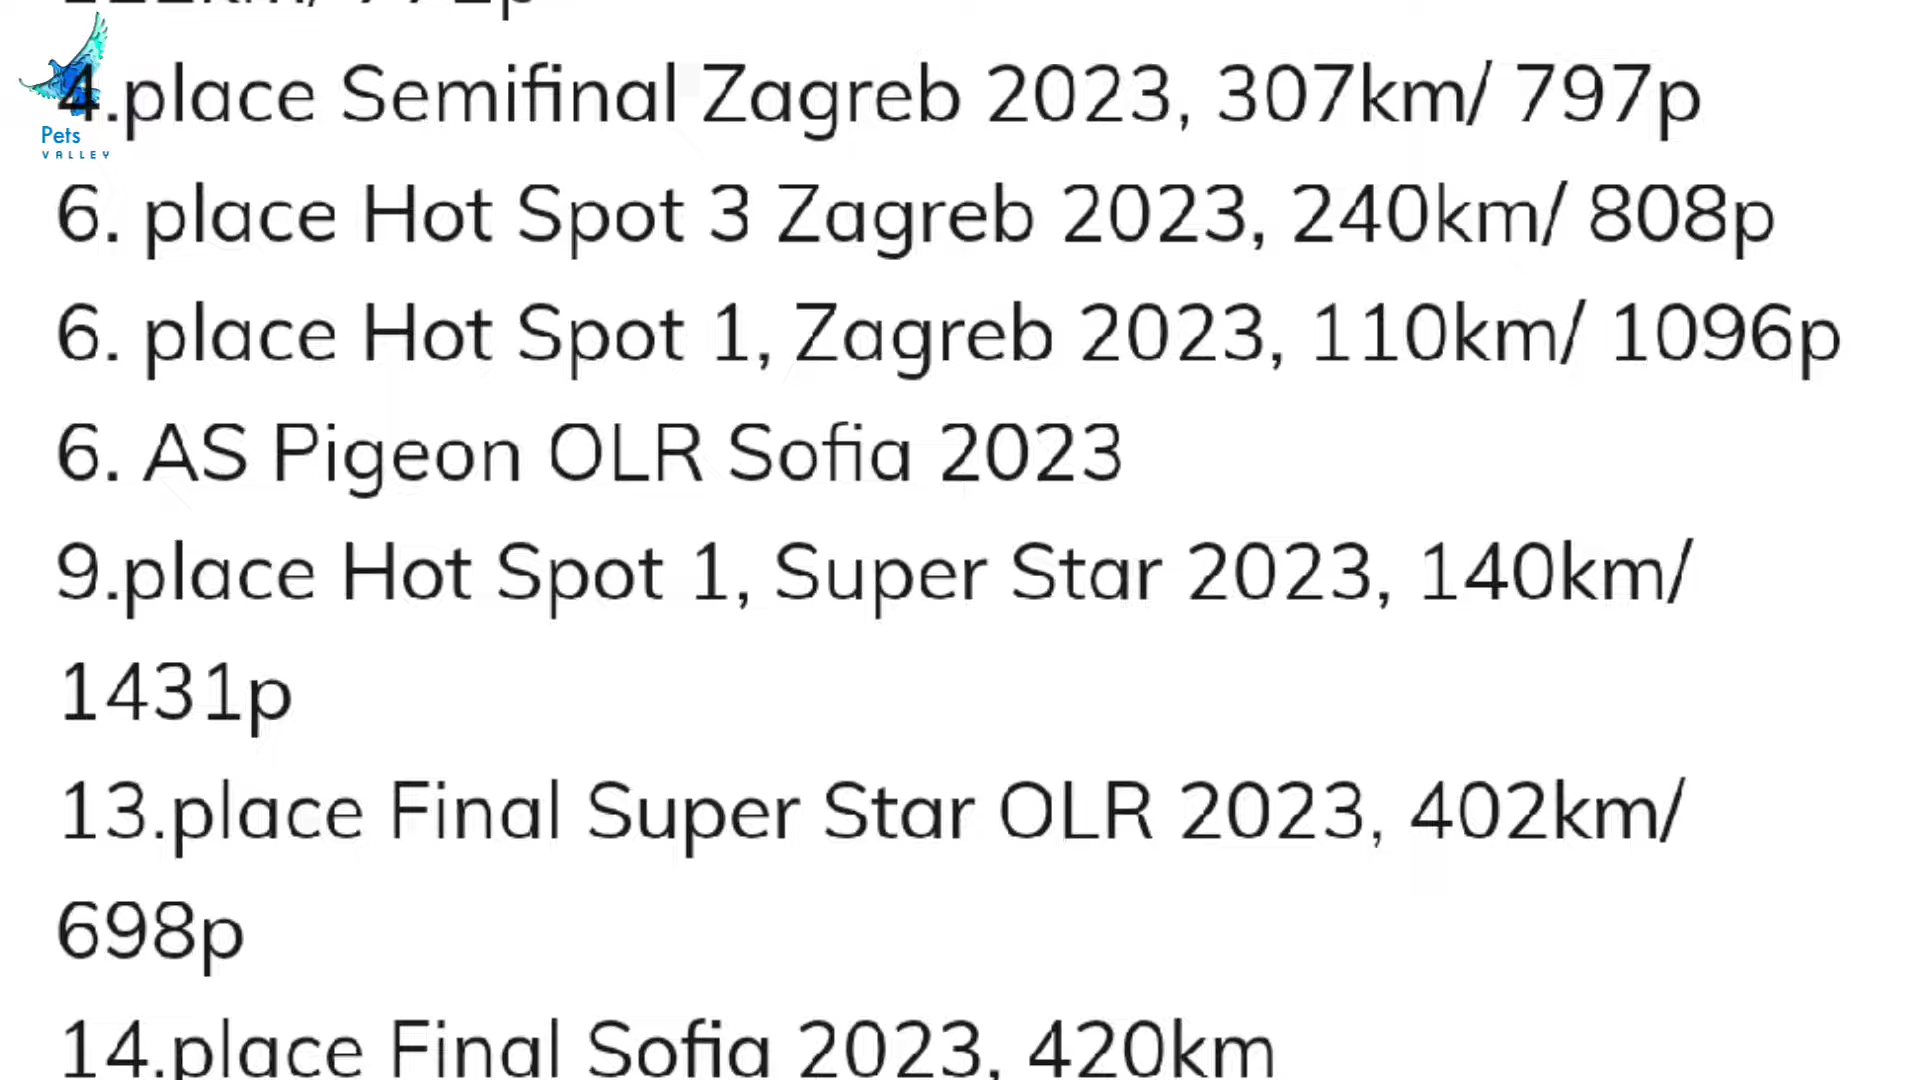 4.place Semifinal Zagreb 2023, 307km/ 797p
Pets
VALLEY
6. place Hot Spot 3 Zagreb 2023, 240km/ 808p
6. place Hot Spot 1, Zagreb 2023, 110km/ 1096p
6. AS Pigeon OLR Sofia 2023
9.place Hot Spot 1, Super Star 2023, 140km/
1431p
13.place Final Super Star OLR 2023, 402km/
698p
14.place Final Sofia 2023, 420km